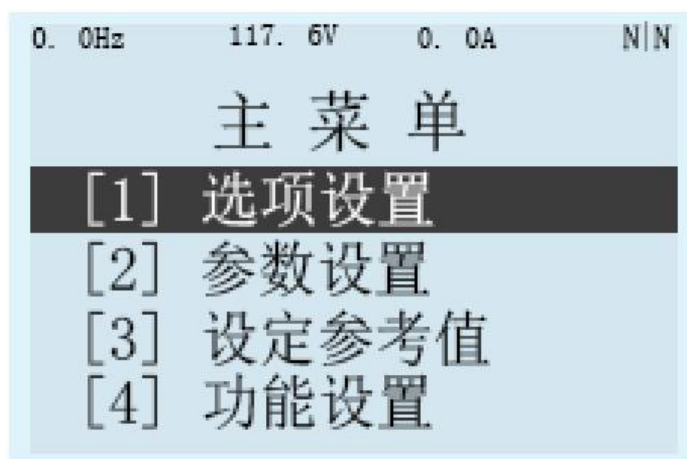 0. 0Hz 117. 6V 0. 0A N|N
主 菜 单
[1] 选项设置
[2] 参数设置
[3] 设定参考值
[4] 功能设置